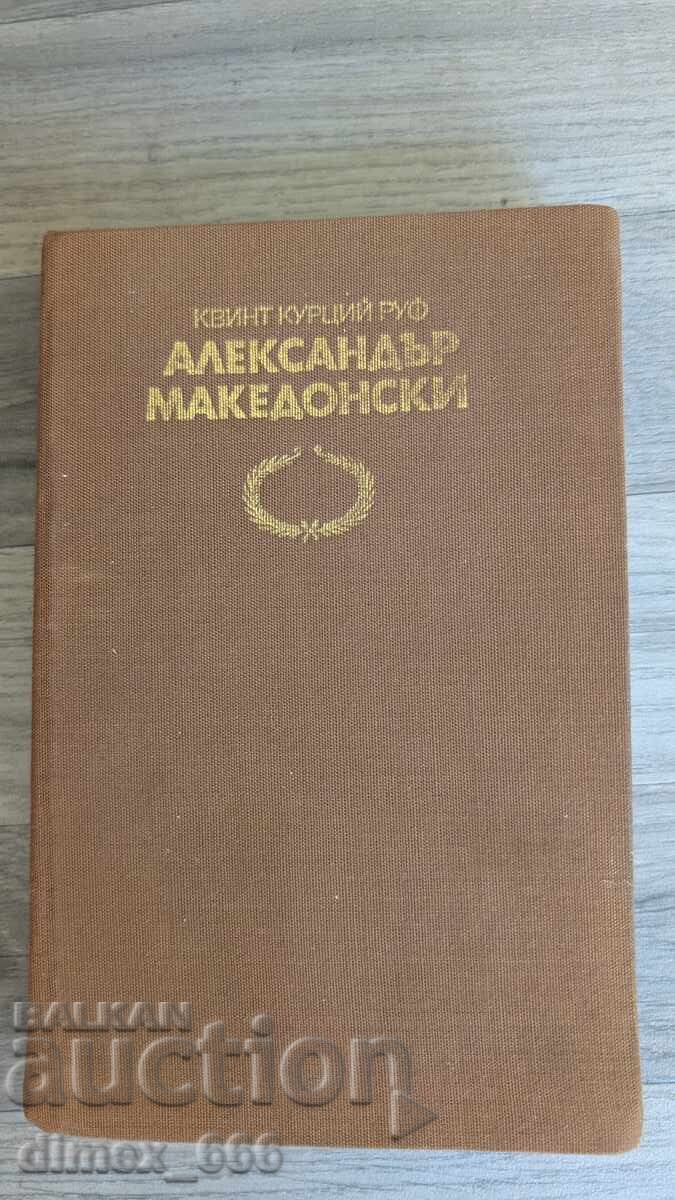 КВИНТ КУРЦИЙ РУФ
АЛЕКСАНДЪР
МАКЕДОНСКИ
BALKAN
auction
dimex_666